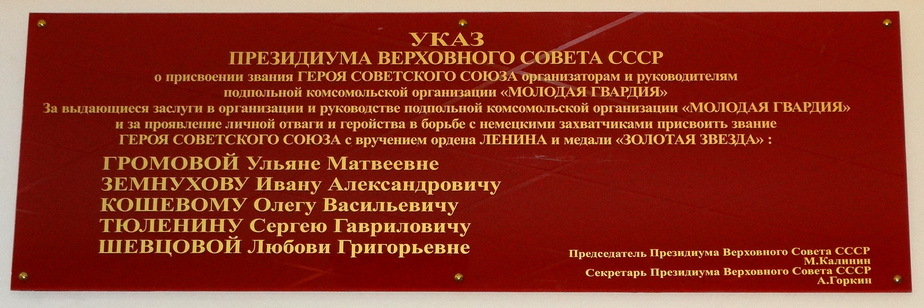 УКАЗ
ПРЕЗИДИУМА ВЕРХОВНОГО СОВЕТА СССР
о присвоении звания ГЕРОЯ СОВЕТСКОГО СОЮЗА организаторам и руководителям
подпольной комсомольской организации «МОЛОДАЯ ГВАРДИЯ»
За выдающиеся заслуги в организации и руководстве подпольной комсомольской организации «МОЛОДАЯ ГВАРДИЯ»
и за проявление личной отваги и геройства в борьбе с немецкими захватчиками присвоить звание
ГЕРОЯ СОВЕТСКОГО СОЮЗА с вручением ордена ЛЕНИНА и медали «ЗОЛОТАЯ ЗВЕЗДА» :
ГРОМОВОЙ Ульяне Матвеевне
ЗЕМНУХОВУ Ивану Александровичу
КОШЕВОМУ Олегу Васильевичу
ТЮЛЕНИНУ Сергею Гавриловичу
ШЕВЦОВОЙ Любови Григорьевне
Председатель Президиума Верховного Совета СССР
М.Калинин
Секретарь Президиума Верховного Совета СССР
А.Горкин